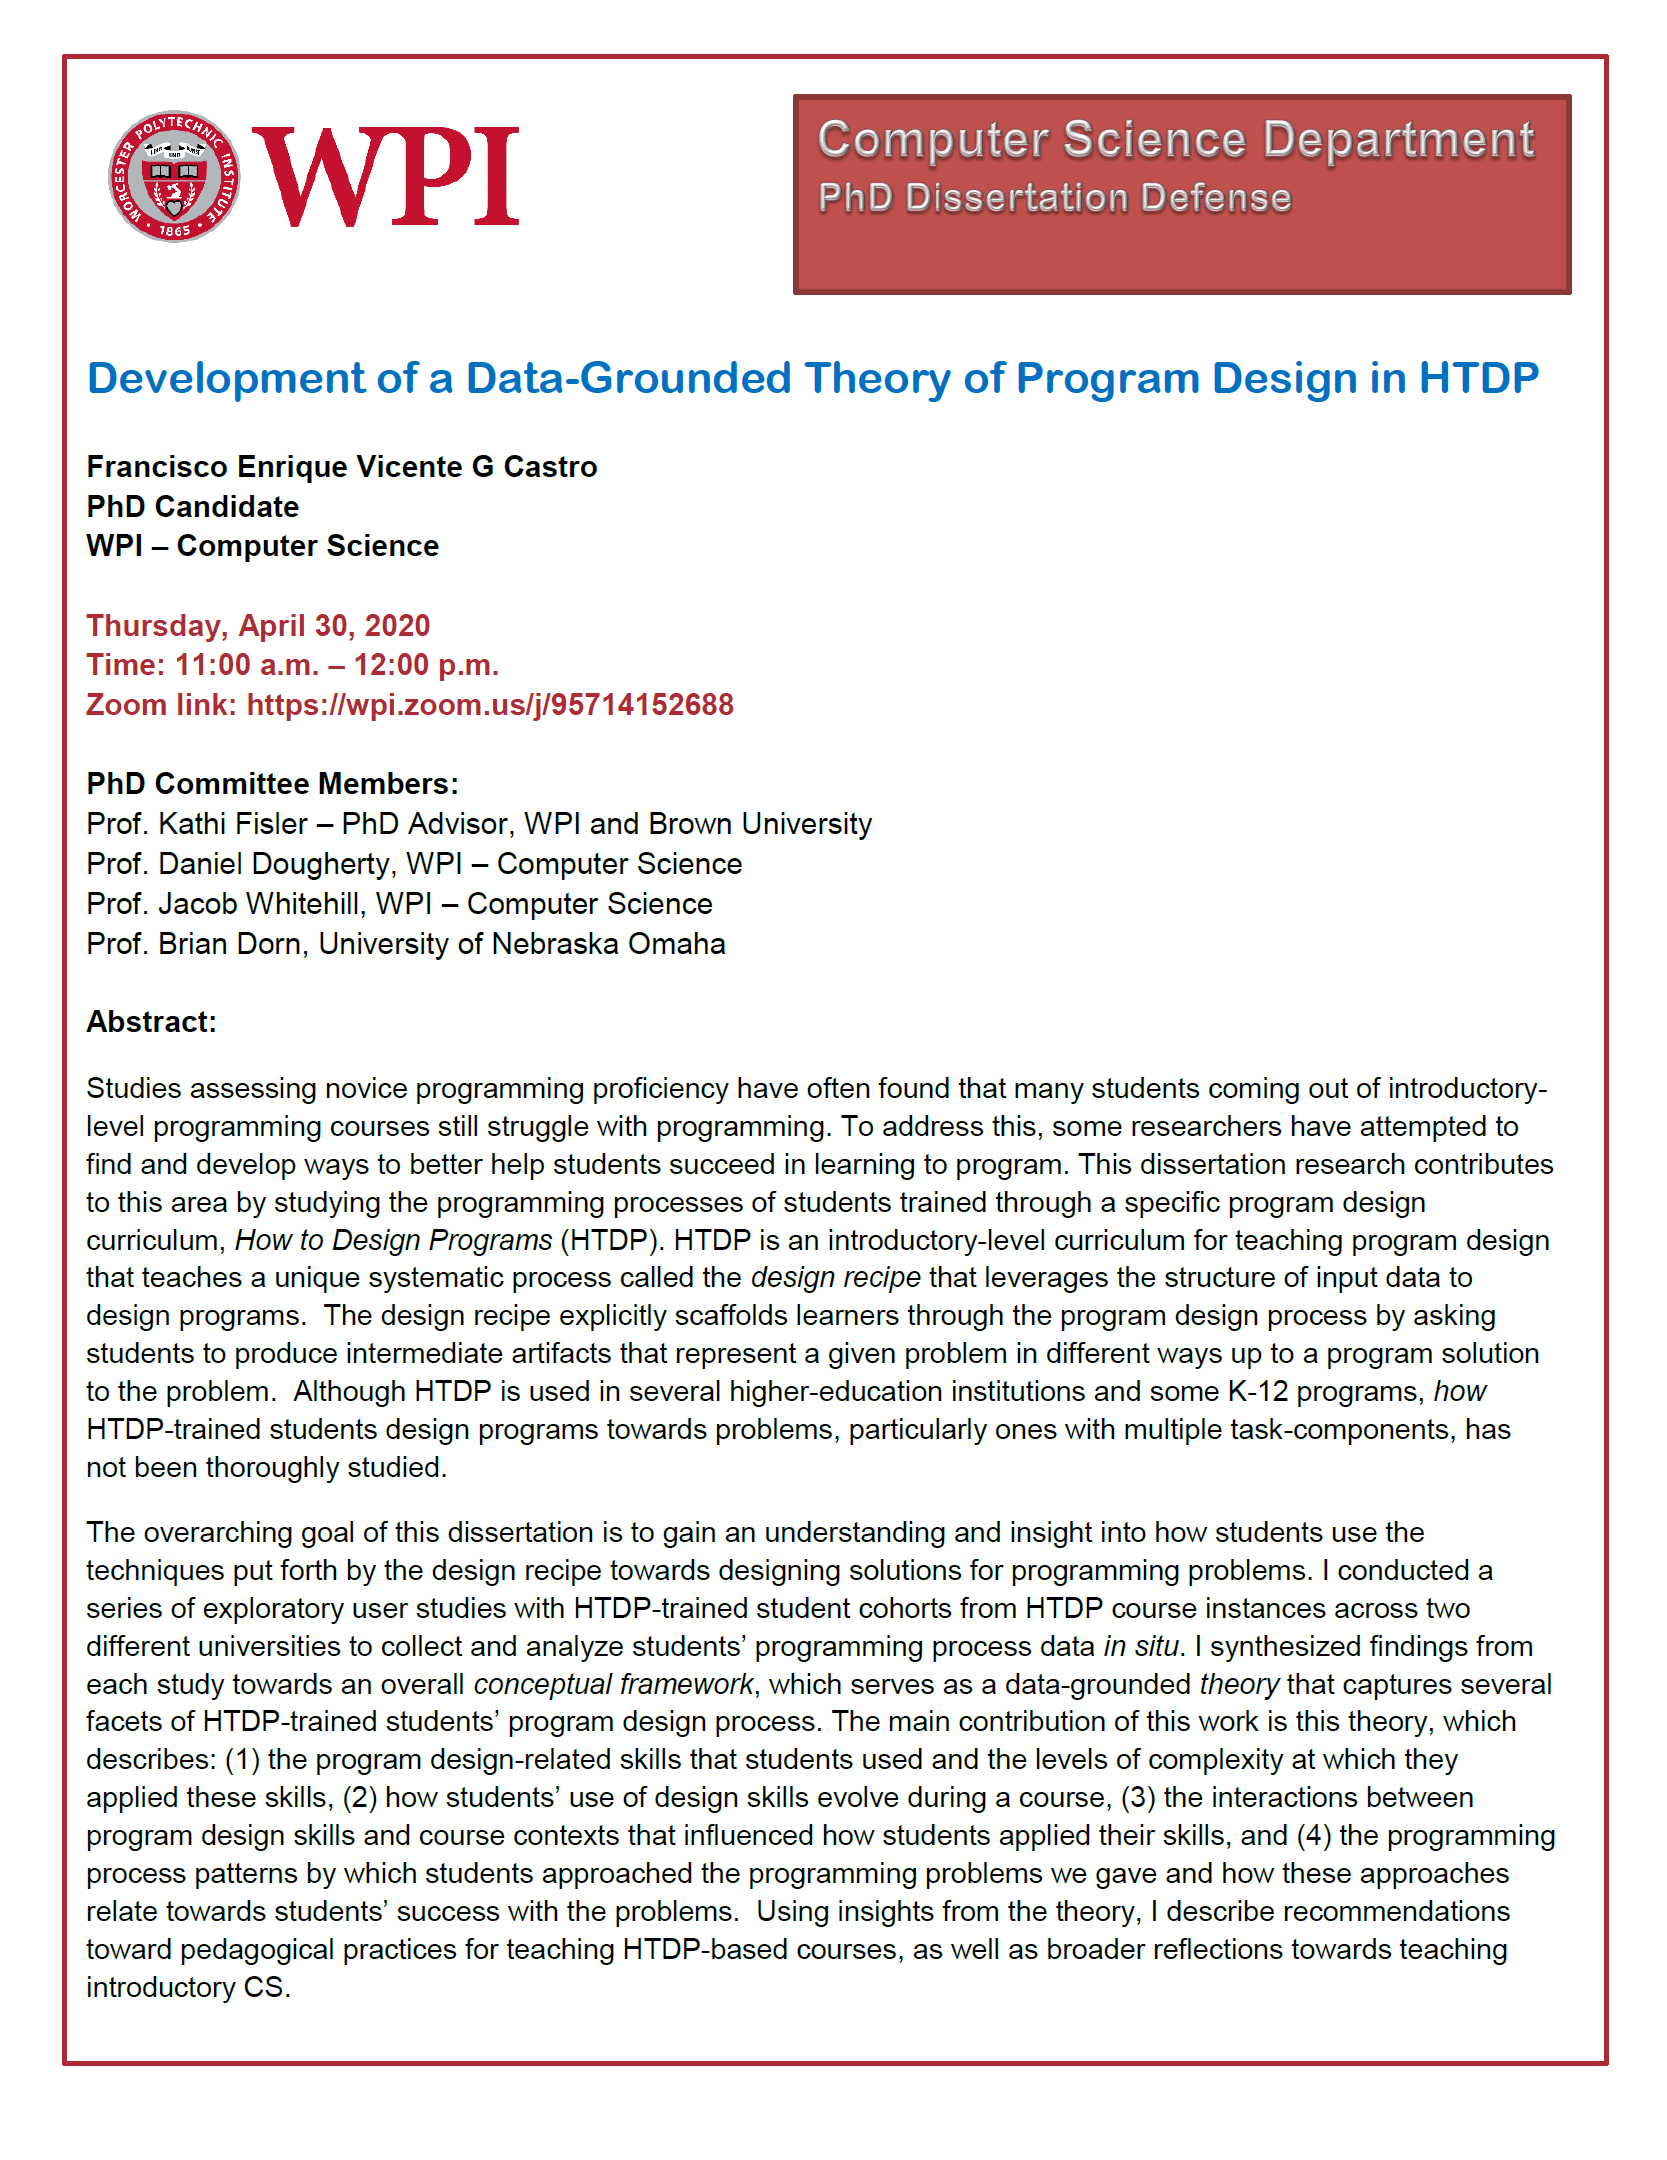 WORCESTER POLYTECHNIC INSTITUTE
1865
WPI
Computer Science Department
PhD Dissertation Defense
Development of a Data-Grounded Theory of Program Design in HTDP
Francisco Enrique Vicente G Castro
PhD Candidate
WPI – Computer Science
Thursday, April 30, 2020
Time: 11:00 a.m. – 12:00 p.m.
Zoom link: https://wpi.zoom.us/j/95714152688
PhD Committee Members:
Prof. Kathi Fisler – PhD Advisor, WPI and Brown University
Prof. Daniel Dougherty, WPI – Computer Science
Prof. Jacob Whitehill, WPI – Computer Science
Prof. Brian Dorn, University of Nebraska Omaha
Abstract:
Studies assessing novice programming proficiency have often found that many students coming out of introductory-
level programming courses still struggle with programming. To address this, some researchers have attempted to
find and develop ways to better help students succeed in learning to program. This dissertation research contributes
to this area by studying the programming processes of students trained through a specific program design
curriculum, How to Design Programs (HTDP). HTDP is an introductory-level curriculum for teaching program design
that teaches a unique systematic process called the design recipe that leverages the structure of input data to
design programs.  The design recipe explicitly scaffolds learners through the program design process by asking
students to produce intermediate artifacts that represent a given problem in different ways up to a program solution
to the problem.  Although HTDP is used in several higher-education institutions and some K-12 programs, how
HTDP-trained students design programs towards problems, particularly ones with multiple task-components, has
not been thoroughly studied.
The overarching goal of this dissertation is to gain an understanding and insight into how students use the
techniques put forth by the design recipe towards designing solutions for programming problems. I conducted a
series of exploratory user studies with HTDP-trained student cohorts from HTDP course instances across two
different universities to collect and analyze students’ programming process data in situ. I synthesized findings from
each study towards an overall conceptual framework, which serves as a data-grounded theory that captures several
facets of HTDP-trained students’ program design process. The main contribution of this work is this theory, which
describes: (1) the program design-related skills that students used and the levels of complexity at which they
applied these skills, (2) how students’ use of design skills evolve during a course, (3) the interactions between
program design skills and course contexts that influenced how students applied their skills, and (4) the programming
process patterns by which students approached the programming problems we gave and how these approaches
relate towards students’ success with the problems.  Using insights from the theory, I describe recommendations
toward pedagogical practices for teaching HTDP-based courses, as well as broader reflections towards teaching
introductory CS.